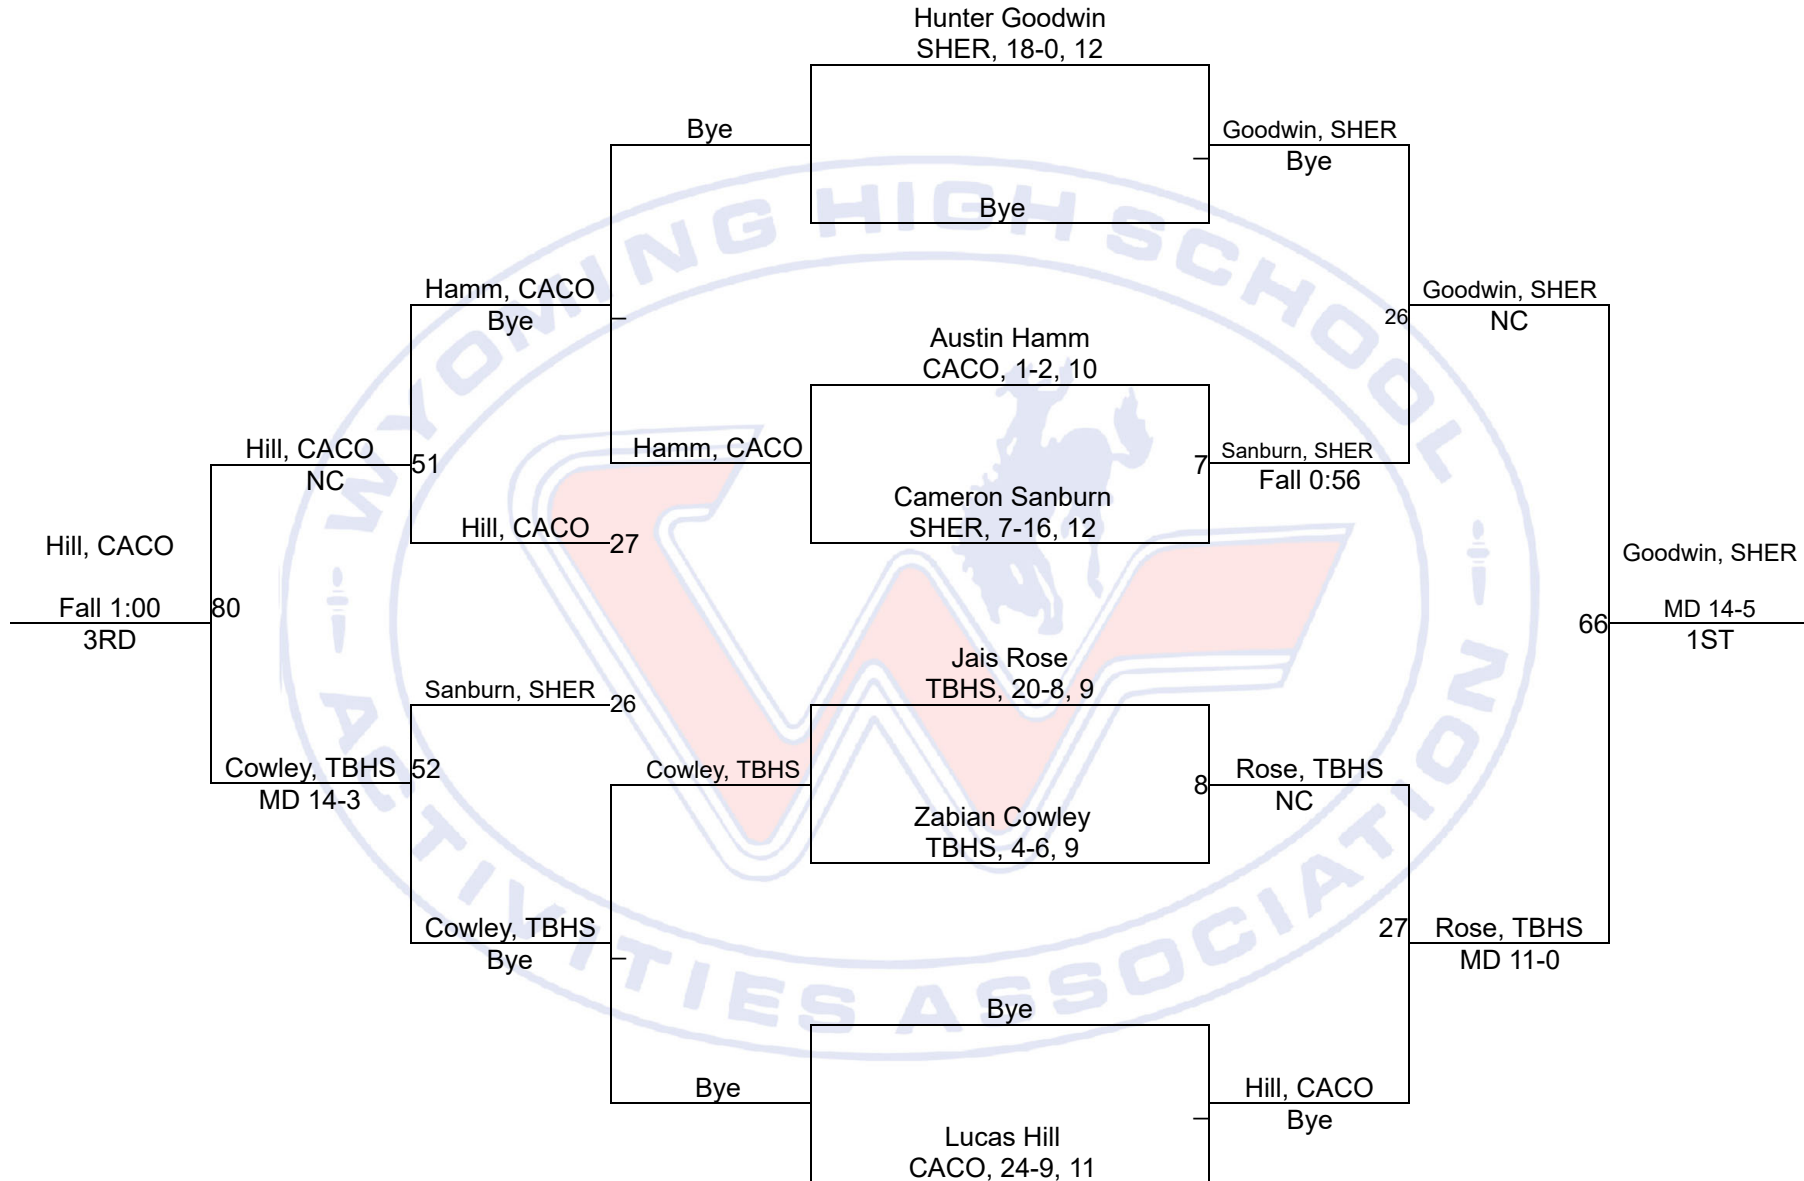 Hunter Goodwin
SHER, 18-0, 12
Bye
Goodwin, SHER
Bye
Bye
Hamm, CACO
Bye
Goodwin, SHER
26
NC
Austin Hamm
CACO, 1-2, 10
Hill, CACO
NC
51
Hamm, CACO
7
Sanburn, SHER
Fall 0:56
Cameron Sanburn
SHER, 7-16, 12
Hill, CACO
27
Hill, CACO
Fall 1:00
3RD
80
Goodwin, SHER
66
MD 14-5
1ST
Jais Rose
TBHS, 20-8, 9
Sanburn, SHER
26
Cowley, TBHS
MD 14-3
52
Cowley, TBHS
8
Rose, TBHS
NC
Zabian Cowley
TBHS, 4-6, 9
Cowley, TBHS
Bye
27
Rose, TBHS
MD 11-0
Bye
Bye
Hill, CACO
Bye
Lucas Hill
CACO, 24-9, 11
WYOMING HIGH SCHOOL
ACTIVITIES ASSOCIATION